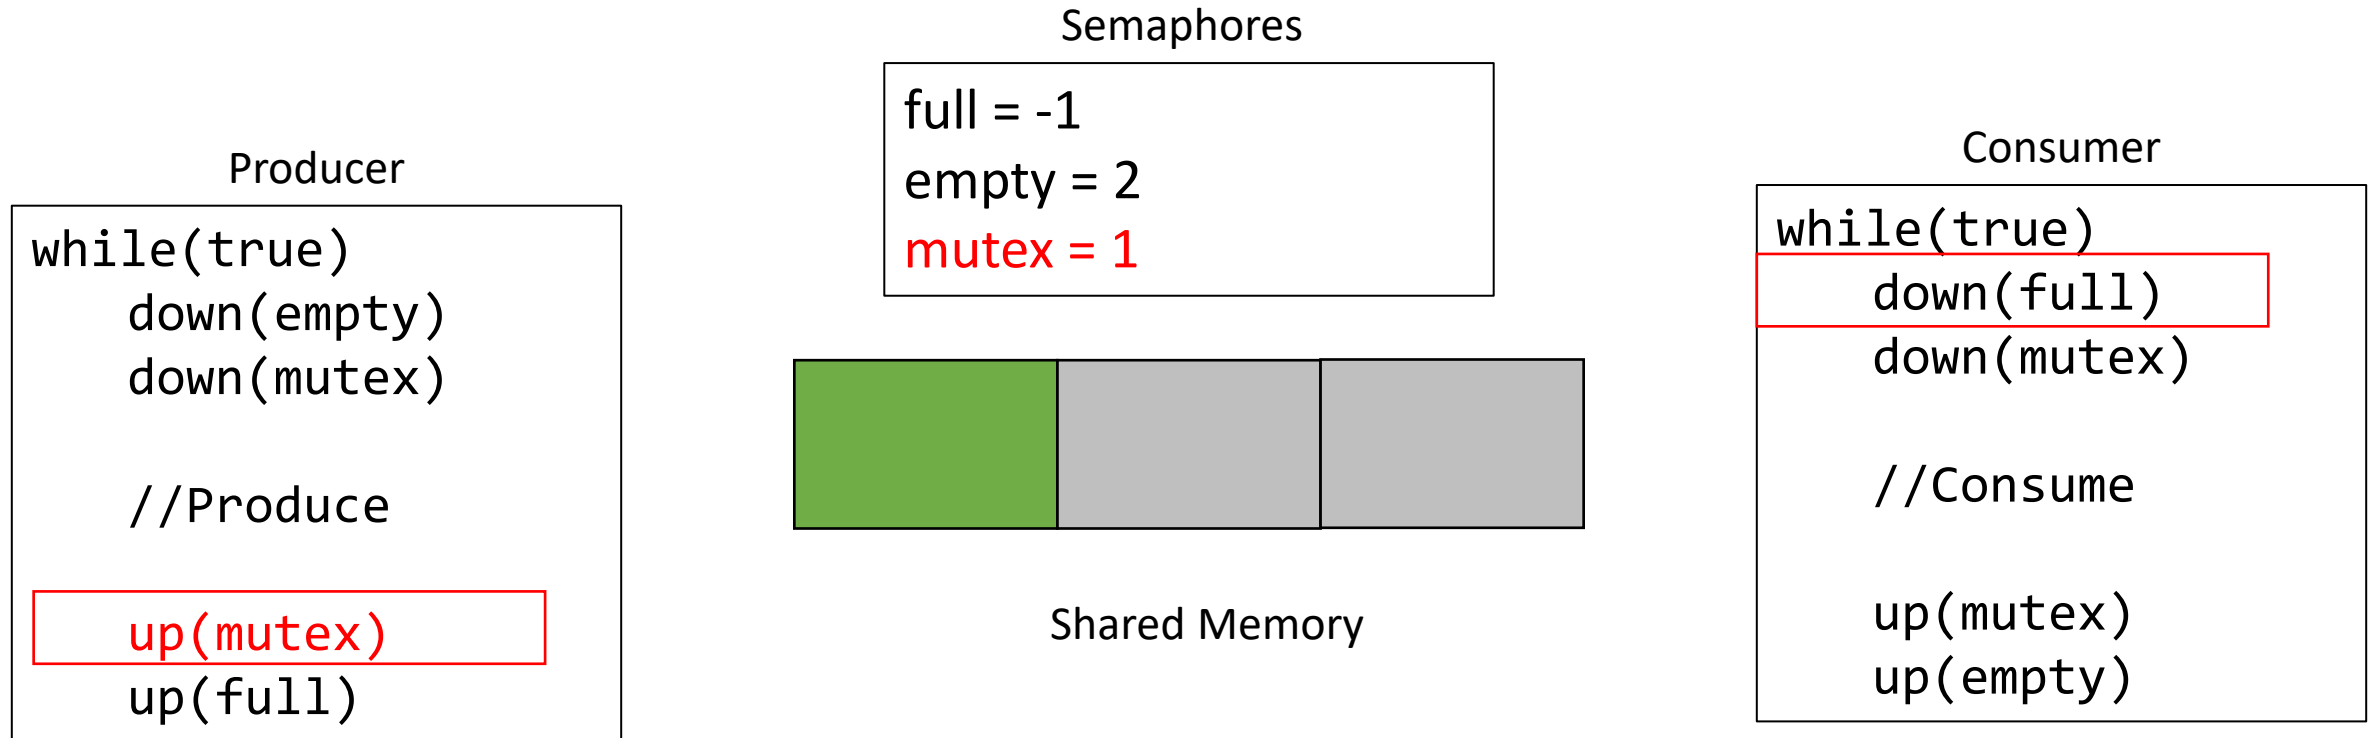 Semaphores
full = -1
empty = 2
mutex = 1
Producer
while(true)
down(empty)
down(mutex)
//Produce
up(mutex)
up(full)
Shared Memory
Consumer
while(true)
down(full)
down(mutex)
//Consume
up(mutex)
up(empty)